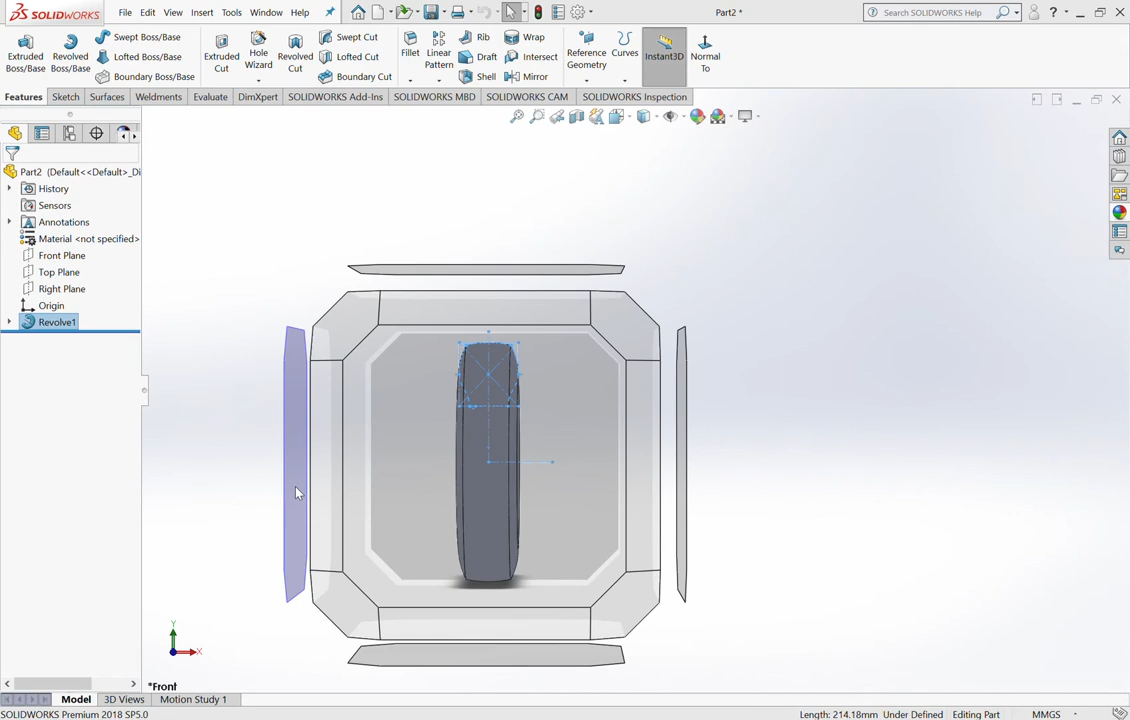 SOLIDWORKS File Edit View Insert Tools Window Help Part2 * Search SOLIDWORKS Help ?
Extruded Boss/Base
Revolved Boss/Base
Swept Boss/Base
Lofted Boss/Base
Boundary Boss/Base
Extruded Cut
Hole Wizard
Revolved Cut
Swept Cut
Lofted Cut
Boundary Cut
Fillet
Linear Pattern
Rib
Draft
Shell
Wrap
Intersect
Mirror
Reference Geometry
Curves
Instant3D
Normal To
Features Sketch Surfaces Weldments Evaluate DimXpert SOLIDWORKS Add-Ins SOLIDWORKS MBD SOLIDWORKS CAM SOLIDWORKS Inspection
Part2 (Default<<Default>_Di
History
Sensors
Annotations
Material <not specified>
Front Plane
Top Plane
Right Plane
Origin
Revolve1
Y
X
*Front
Model 3D Views Motion Study 1
SOLIDWORKS Premium 2018 SP5.0 Length: 214.18mm Under Defined Editing Part MMGS